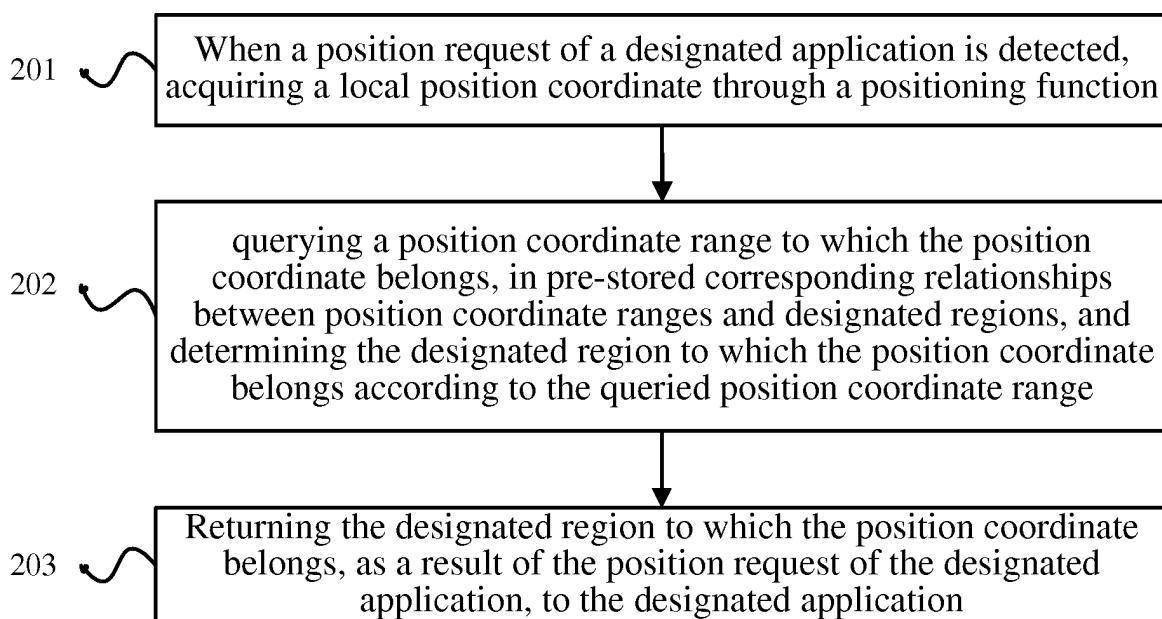 201
When a position request of a designated application is detected,
acquiring a local position coordinate through a positioning function
202
querying a position coordinate range to which the position
coordinate belongs, in pre-stored corresponding relationships
between position coordinate ranges and designated regions, and
determining the designated region to which the position coordinate
belongs according to the queried position coordinate range
203
Returning the designated region to which the position coordinate
belongs, as a result of the position request of the designated
application, to the designated application